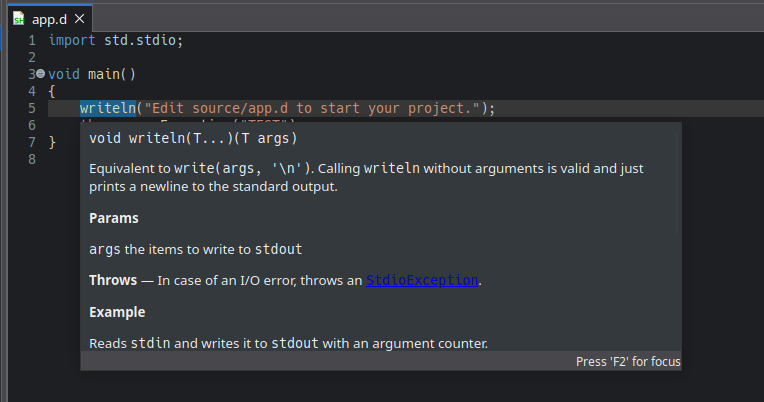 app.d
1 import std.stdio;
2
3 void main()
4 {
5 writeln("Edit source/app.d to start your project.");
6
7 }
8
void writeln(T...)(T args)
Equivalent to write(args, '\n'). Calling writeln without arguments is valid and just
prints a newline to the standard output.
Params
args the items to write to stdout
Throws — In case of an I/O error, throws an StdioException.
Example
Reads stdin and writes it to stdout with an argument counter.
Press 'F2' for focus